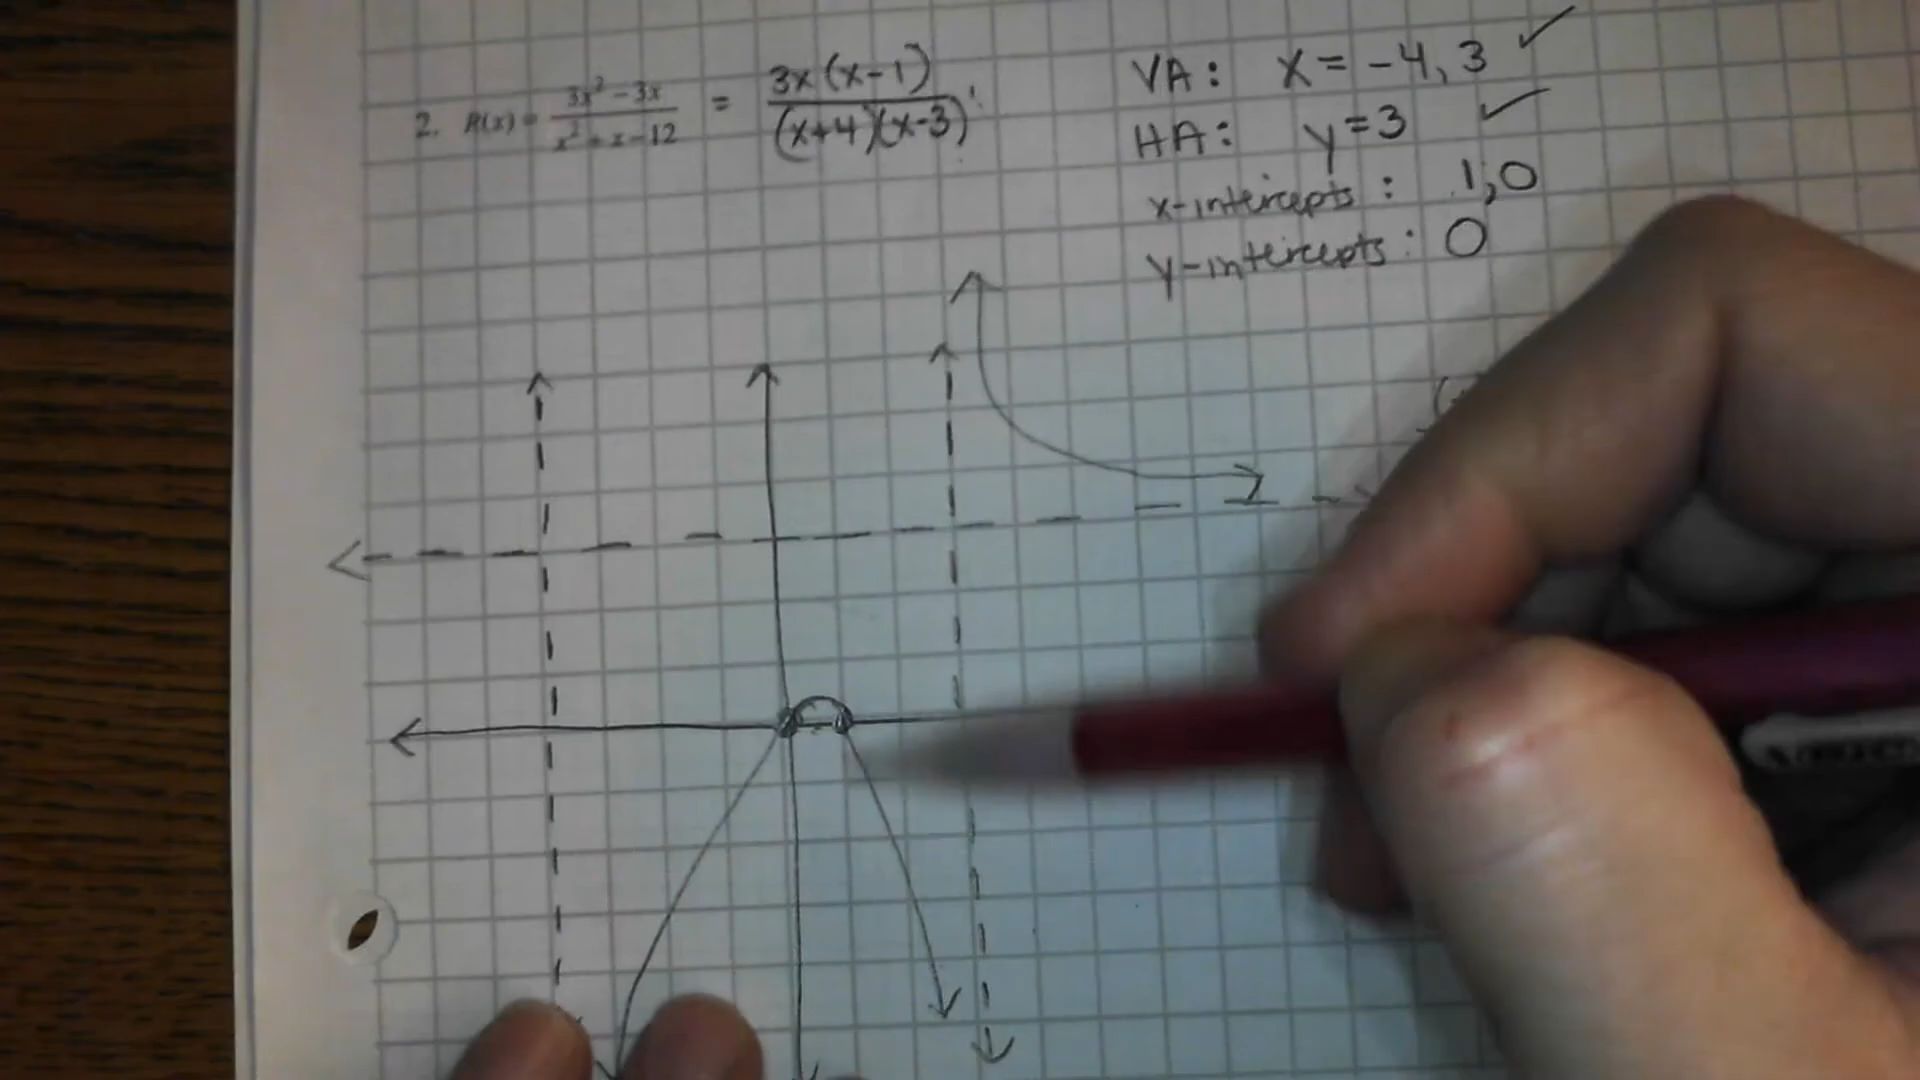 2. R(x) = 3x² - 3x / x² + x - 12 = 3x(x-1) / (x+4)(x-3)
VA: X = -4, 3 ✓
HA: y = 3 ✓
x-intercepts: 1, 0
y-intercepts: 0